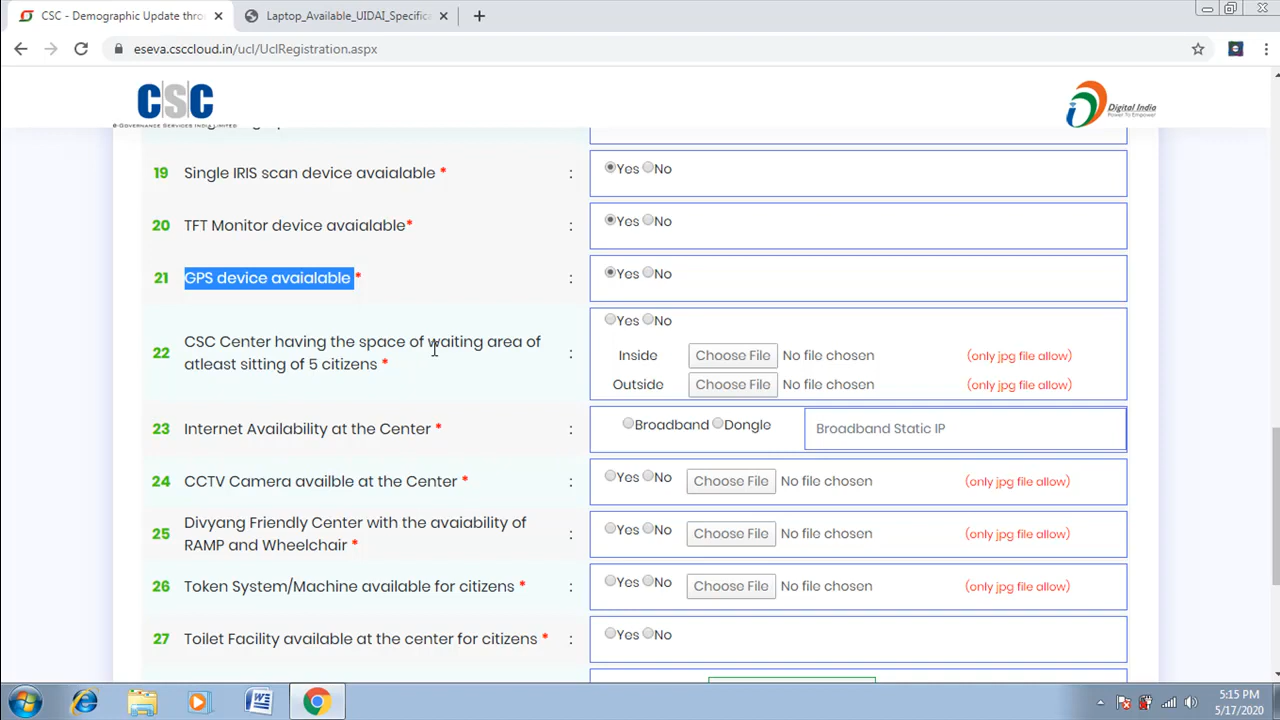 CSC - Demographic Update thro
Laptop_Available_UIDAI_Specifica
eseva.csccloud.in/ucl/UclRegistration.aspx
CSC
e-GOVERNANCE SERVICES INDIA LIMITED
Digital India
Power To Empower
19 Single IRIS scan device avaialable * : Yes No
20 TFT Monitor device avaialable* : Yes No
21 GPS device avaialable * : Yes No
22 CSC Center having the space of waiting area of
atleast sitting of 5 citizens * :
Yes No
Inside Choose File No file chosen (only jpg file allow)
Outside Choose File No file chosen (only jpg file allow)
23 Internet Availability at the Center * : Broadband Dongle Broadband Static IP
24 CCTV Camera availble at the Center * : Yes No Choose File No file chosen (only jpg file allow)
25 Divyang Friendly Center with the avaiability of
RAMP and Wheelchair * : Yes No Choose File No file chosen (only jpg file allow)
26 Token System/Machine available for citizens * : Yes No Choose File No file chosen (only jpg file allow)
27 Toilet Facility available at the center for citizens * : Yes No
5:15 PM
5/17/2020